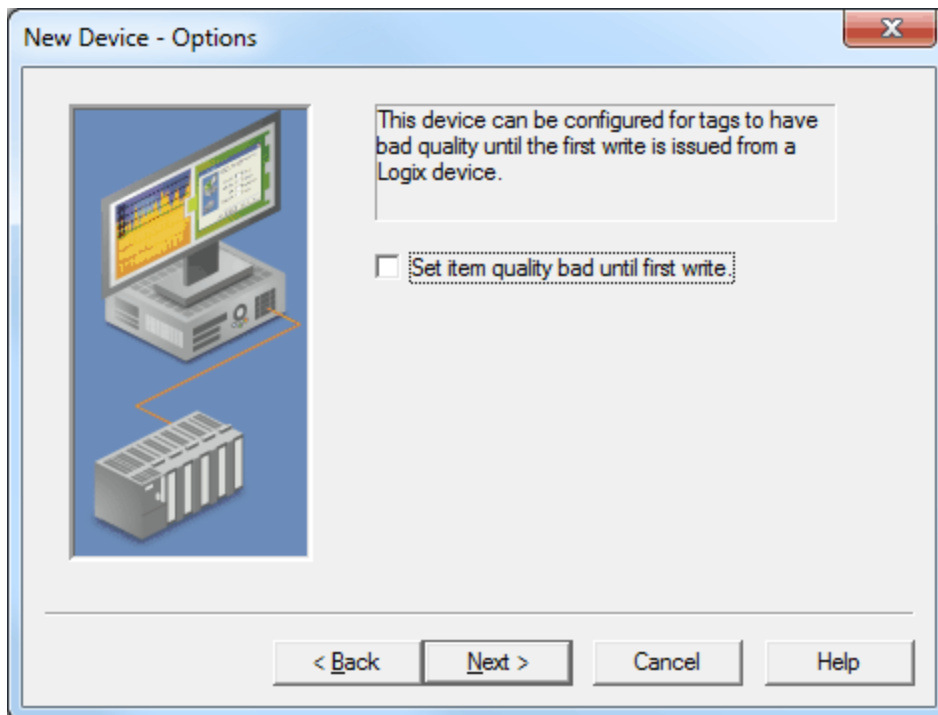 New Device - Options
This device can be configured for tags to have
bad quality until the first write is issued from a
Logix device.
Set item quality bad until first write.
< Back
Next >
Cancel
Help